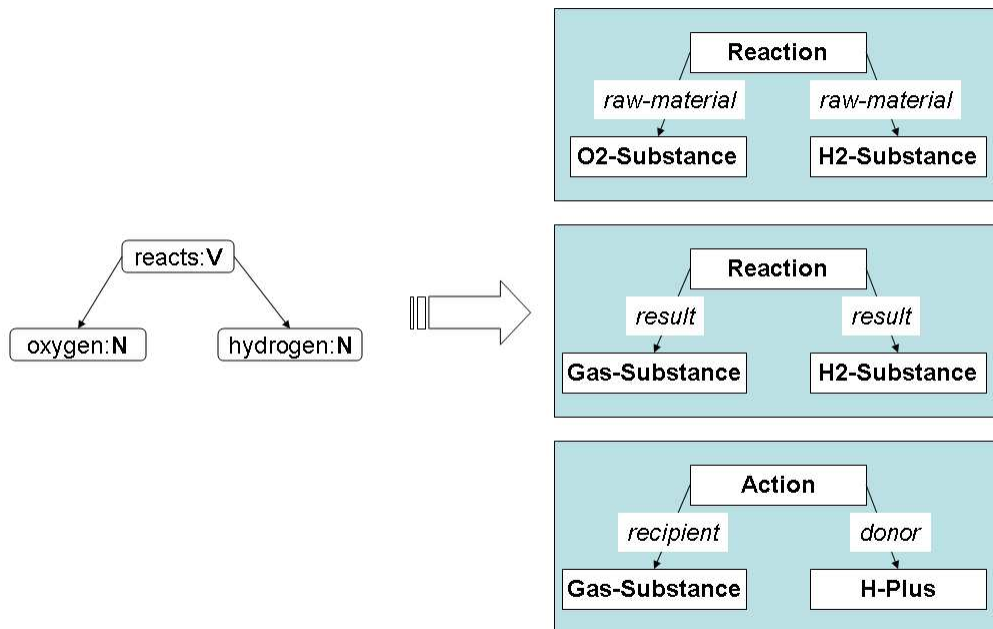 reacts:V
oxygen:N
hydrogen:N
Reaction
raw-material
raw-material
O2-Substance
H2-Substance
Reaction
result
result
Gas-Substance
H2-Substance
Action
recipient
donor
Gas-Substance
H-Plus